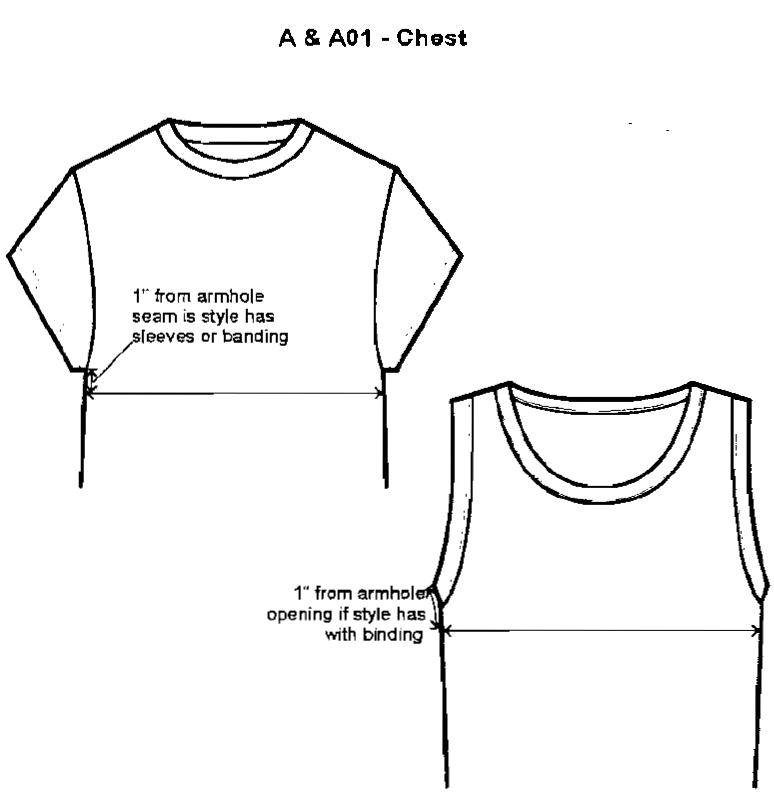 A & A01 - Chest
1" from armhole
seam is style has
sleeves or banding
1" from armhole
opening if style has
with binding